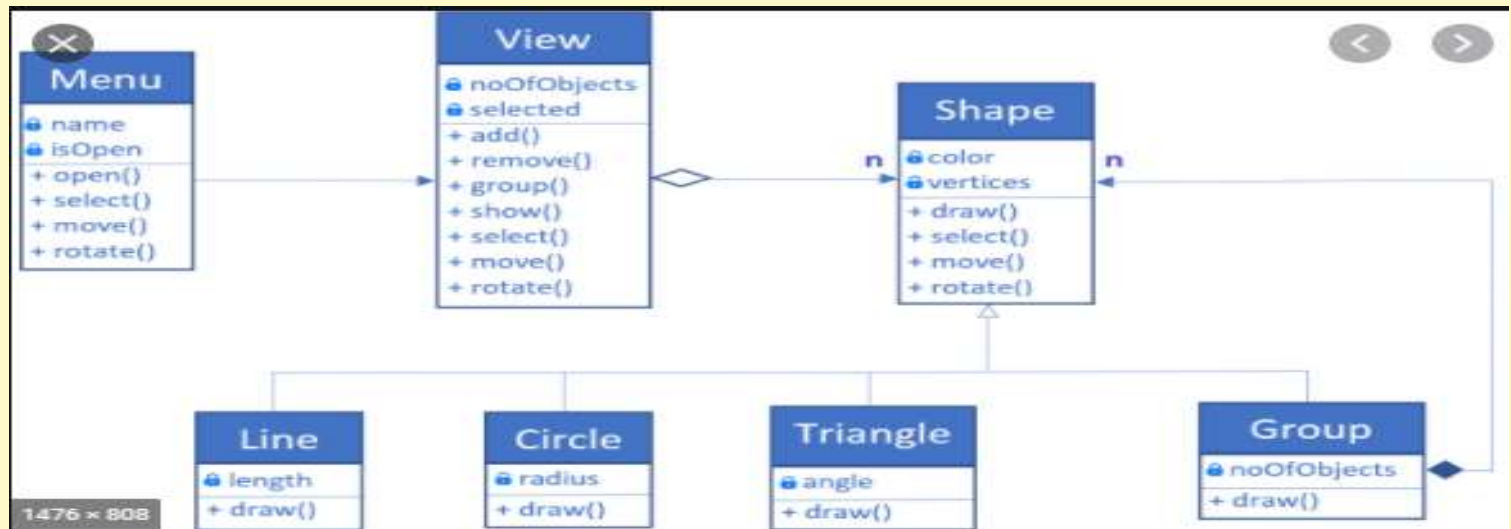 Menu
name
isOpen
+ open()
+ select()
+ move()
+ rotate()
View
noOfObjects
selected
+ add()
+ remove()
+ group()
+ show()
+ select()
+ move()
+ rotate()
n
Shape
color
vertices
+ draw()
+ select()
+ move()
+ rotate()
n
Line
length
+ draw()
Circle
radius
+ draw()
Triangle
angle
+ draw()
Group
noOfObjects
+ draw()
1476 × 808